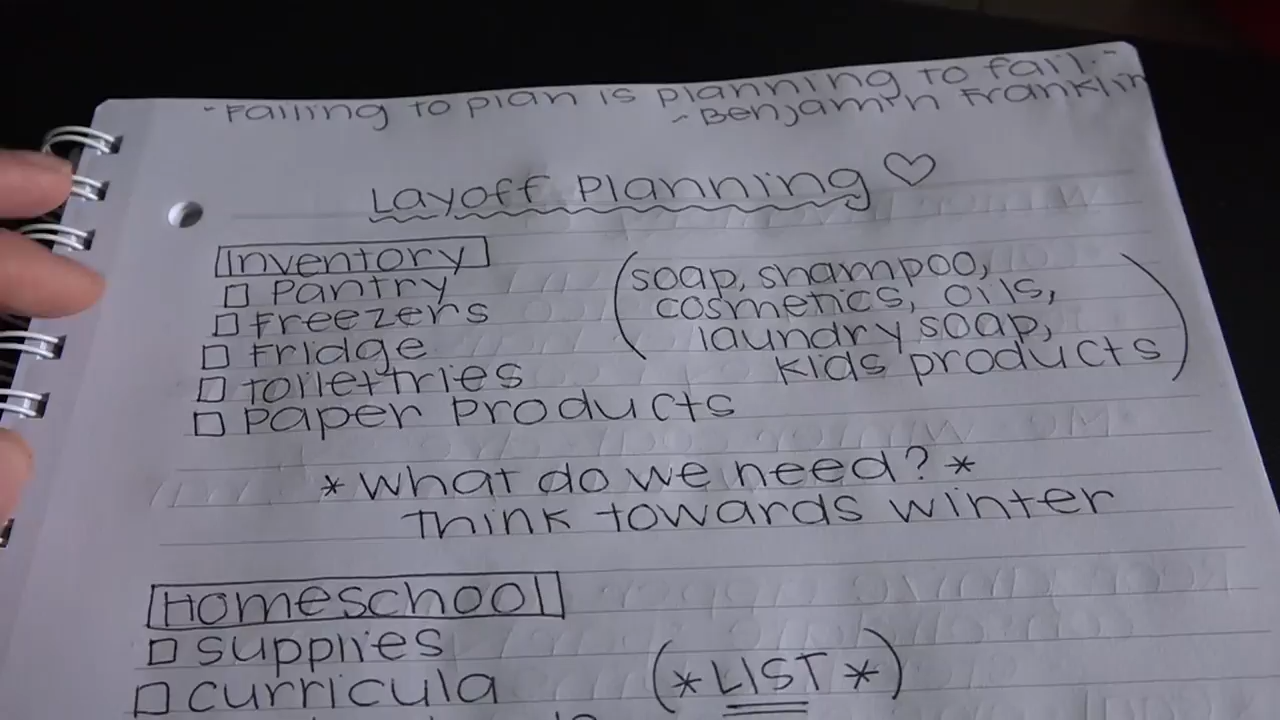 "Failing to plan is planning to fail."
~Benjamin Franklin
Layoff Planning ♡
Inventory
□ Pantry
□ Freezers
□ Fridge
□ Toilettries
□ Paper Products
(soap, shampoo,
cosmetics, oils,
laundry soap,
kids products)
*What do we need?*
Think towards winter
Homeschool
□ supplies
□ curricula
(*LIST*)